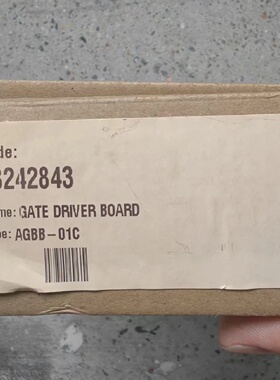 de:
3242843
me: GATE DRIVER BOARD
pe: AGBB-01C